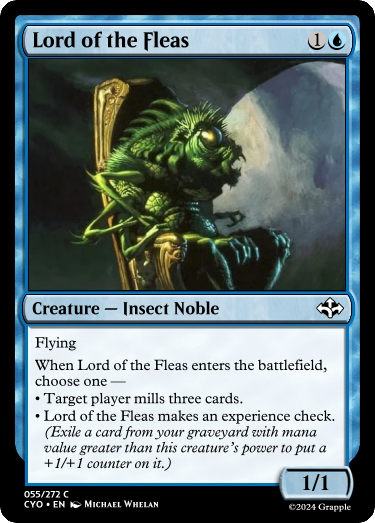 Lord of the Fleas 1
Creature — Insect Noble
Flying
When Lord of the Fleas enters the battlefield,
choose one —
• Target player mills three cards.
• Lord of the Fleas makes an experience check.
(Exile a card from your graveyard with mana
value greater than this creature's power to put a
+1/+1 counter on it.)
1/1
055/272 C
CYO • EN Michael Whelan
©2024 Grapple